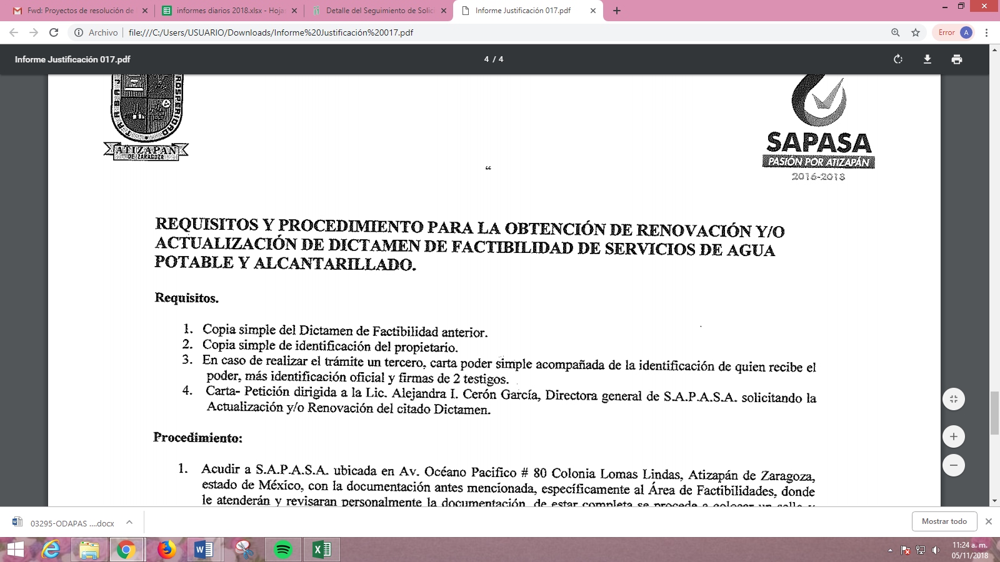 Fwd: Proyectos de resolución de
informes diarios 2018.xlsx - Hoja
Detalle del Seguimiento de Solic
Informe Justificación 017.pdf
Archivo
file:///C:/Users/USUARIO/Downloads/Informe%20Justificación%20017.pdf
Error
A
Informe Justificación 017.pdf
4 / 4
TRABAJ
ROSPERIDAD
ATIZAPAN
DE ZARAGOZA
SAPASA
PASIÓN POR ATIZAPÁN
2016-2018
“
REQUISITOS Y PROCEDIMIENTO PARA LA OBTENCIÓN DE RENOVACIÓN Y/O
ACTUALIZACIÓN DE DICTAMEN DE FACTIBILIDAD DE SERVICIOS DE AGUA
POTABLE Y ALCANTARILLADO.
Requisitos.
1. Copia simple del Dictamen de Factibilidad anterior.
2. Copia simple de identificación del propietario.
3. En caso de realizar el trámite un tercero, carta poder simple acompañada de la identificación de quien recibe el
poder, más identificación oficial y firmas de 2 testigos.
4. Carta- Petición dirigida a la Lic. Alejandra I. Cerón García, Directora general de S.A.P.A.S.A. solicitando la
Actualización y/o Renovación del citado Dictamen.
Procedimiento:
1. Acudir a S.A.P.A.S.A. ubicada en Av. Océano Pacifico # 80 Colonia Lomas Lindas, Atizapán de Zaragoza,
estado de México, con la documentación antes mencionada, específicamente al Área de Factibilidades, donde
le atenderán y revisaran personalmente la documentación, de estar completa se procede a colocar un sello y
03295-ODAPAS ....docx
Mostrar todo
11:24 a. m.
05/11/2018